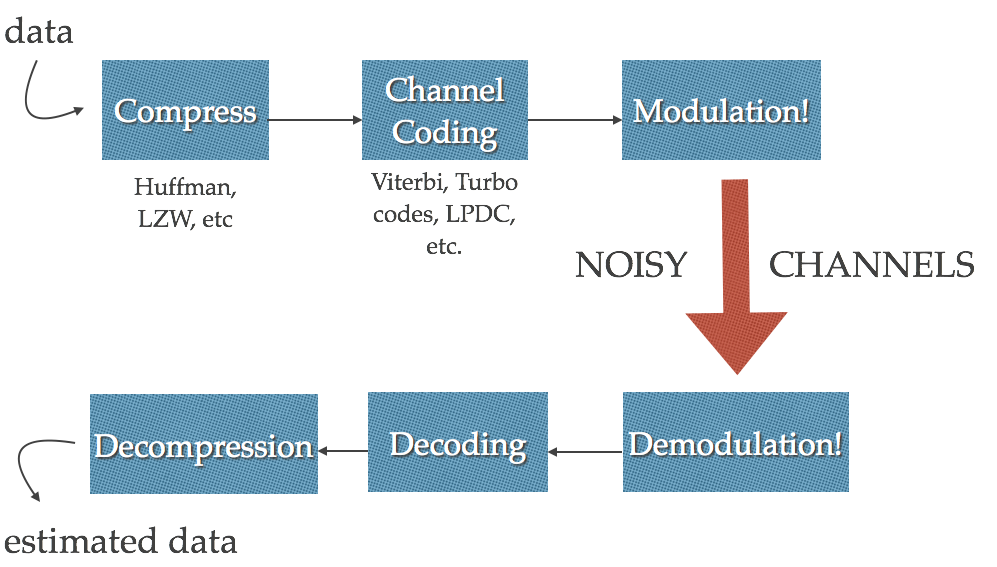 data
Compress
Channel
Coding
Modulation!
Huffman,
LZW, etc
Viterbi, Turbo
codes, LPDC,
etc.
NOISY CHANNELS
Decompression
Decoding
Demodulation!
estimated data